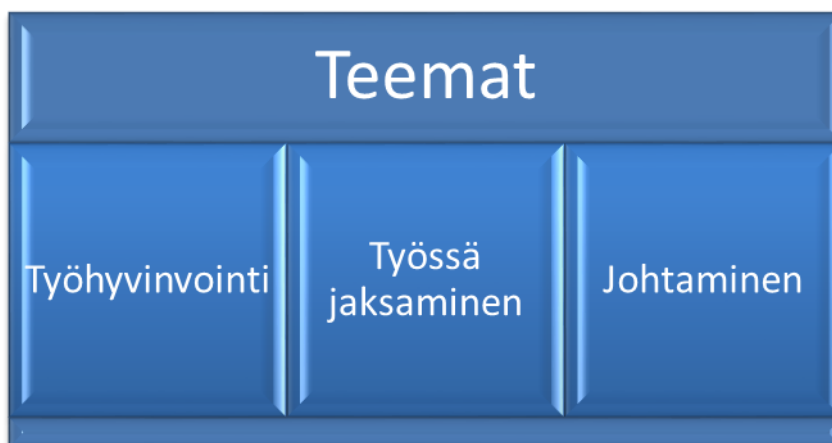 Teemat
Työhyvinvointi
Työssä
jaksaminen
Johtaminen